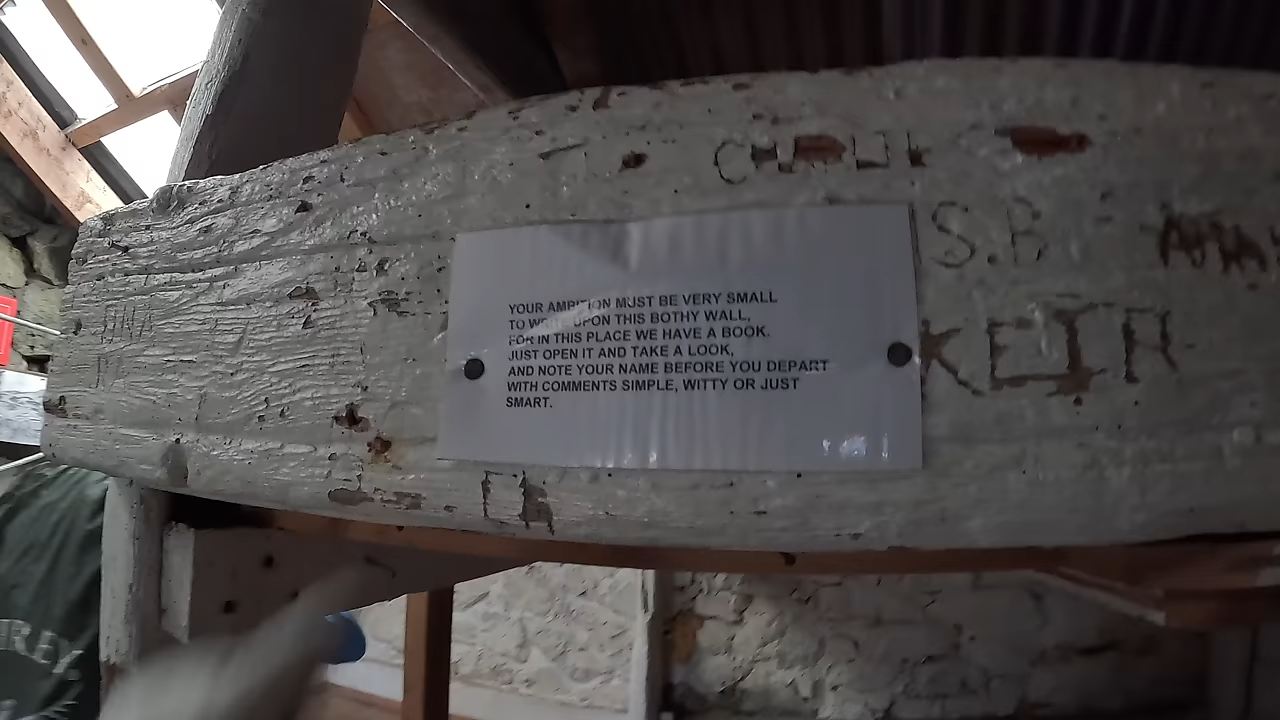 S.B
YOUR AMBITION MUST BE VERY SMALL
TO WRITE UPON THIS BOTHY WALL,
FOR IN THIS PLACE WE HAVE A BOOK.
JUST OPEN IT AND TAKE A LOOK,
AND NOTE YOUR NAME BEFORE YOU DEPART
WITH COMMENTS SIMPLE, WITTY OR JUST
SMART.
KEIR